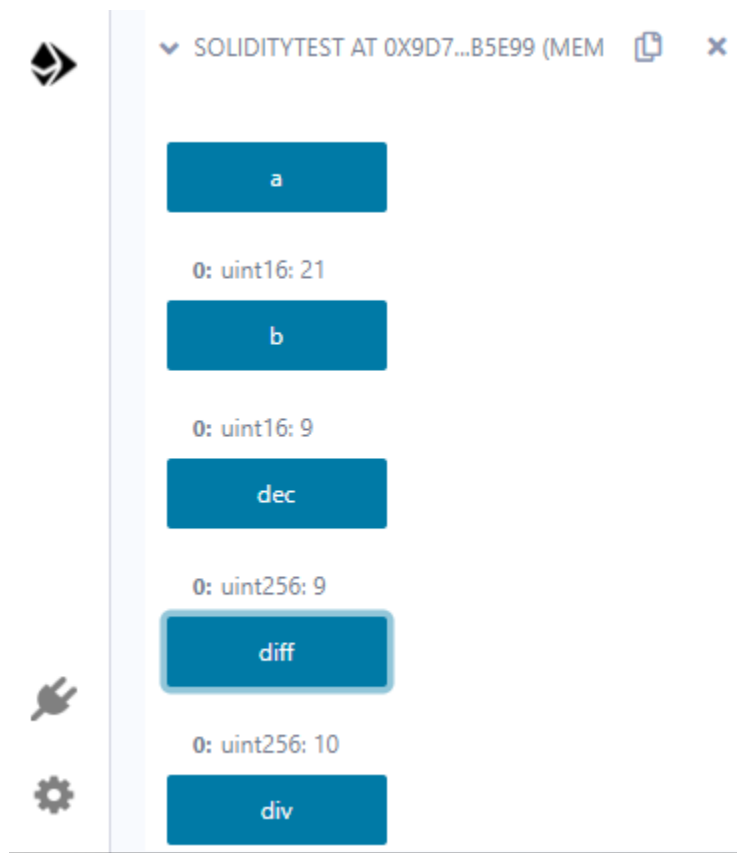 SOLIDITYTEST AT 0X9D7...B5E99 (MEM
a
0: uint16: 21
b
0: uint16: 9
dec
0: uint256: 9
diff
0: uint256: 10
div